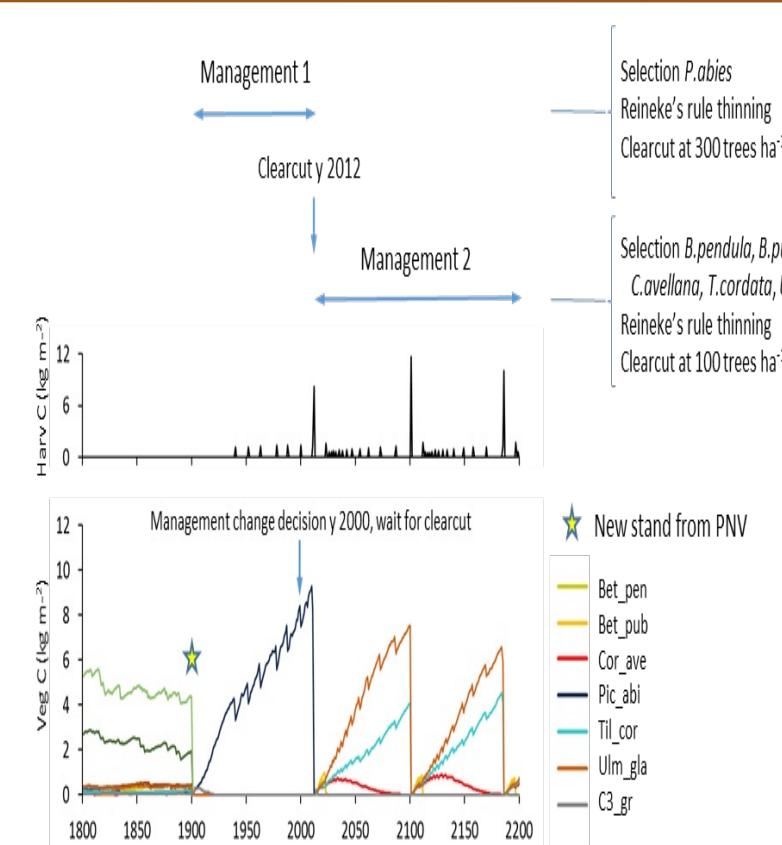 Management 1
Selection P.abies
Reineke's rule thinning
Clearcut at 300 trees ha⁻
Clearcut y 2012
Management 2
Selection B.pendula,
C.avellana, T.cordata,
Reineke's rule thinning
Clearcut at 100 trees ha⁻
Harv C (kg m⁻²)
12
6
0
Management change decision y 2000, wait for clearcut
Veg C (kg m⁻²)
12
10
8
6
4
2
0
1800 1850 1900 1950 2000 2050 2100 2150 2200
New stand from PNV
Bet_pen
Bet_pub
Cor_ave
Pic_abi
Til_cor
Ulm_gla
C3_gr